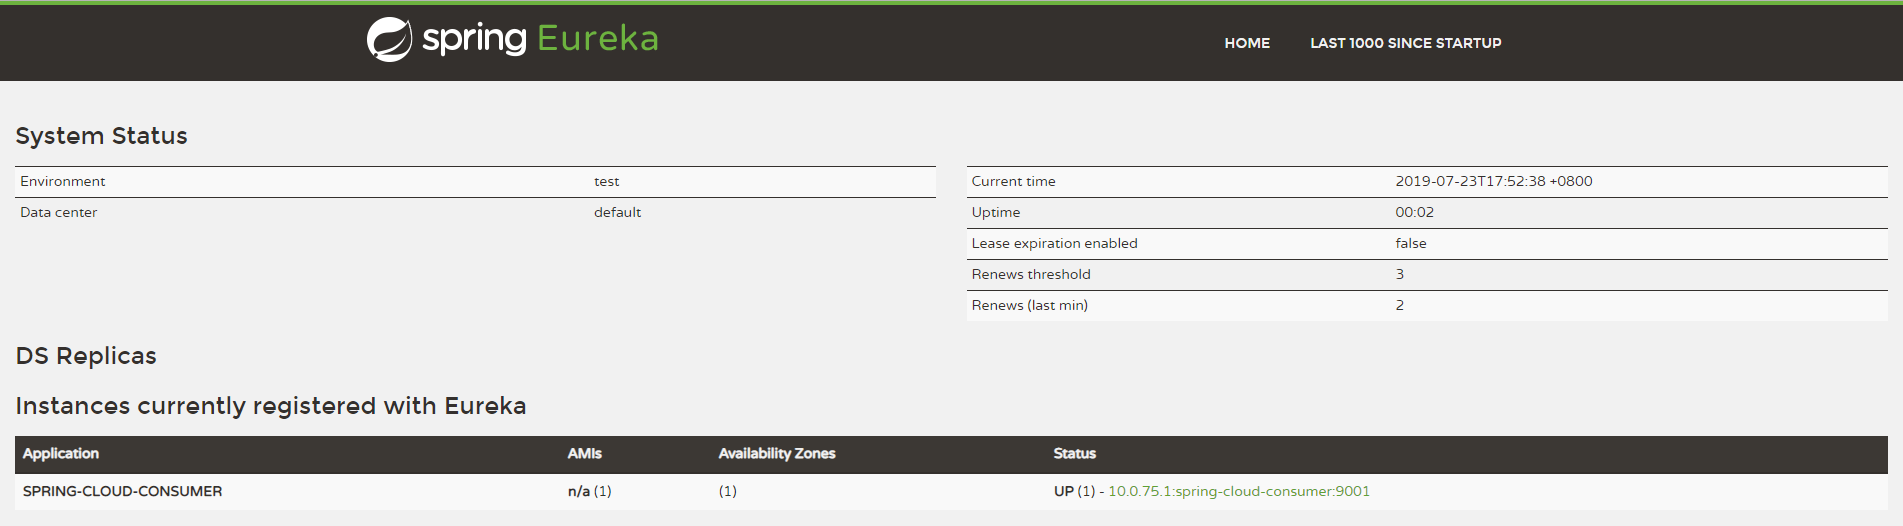 spring Eureka
HOME LAST 1000 SINCE STARTUP
System Status
Environment test
Data center default
Current time 2019-07-23T17:52:38 +0800
Uptime 00:02
Lease expiration enabled false
Renews threshold 3
Renews (last min) 2
DS Replicas
Instances currently registered with Eureka
Application AMIs Availability Zones Status
SPRING-CLOUD-CONSUMER n/a (1) (1) UP (1) - 10.0.75.1:spring-cloud-consumer:9001